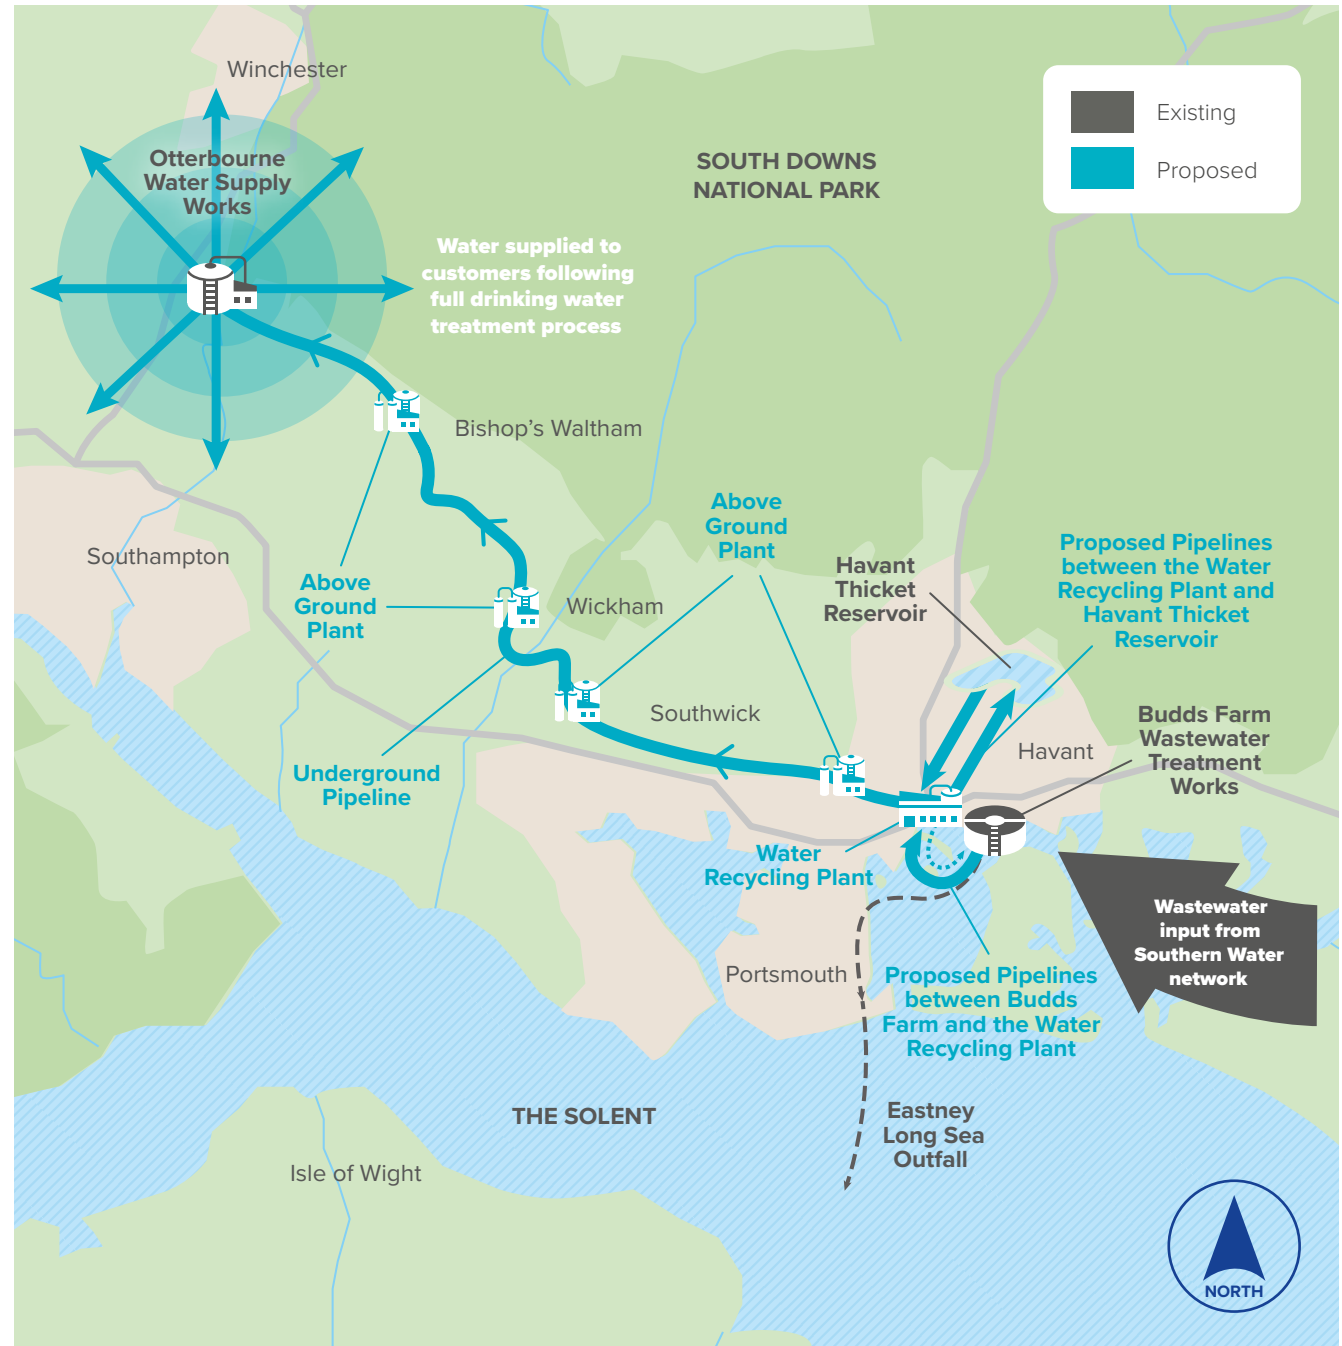 Winchester
Existing
Proposed
Otterbourne
Water Supply
Works
SOUTH DOWNS
NATIONAL PARK
Water supplied to
customers following
full drinking water
treatment process
Bishop’s Waltham
Southampton
Above
Ground
Plant
Above
Ground
Plant
Wickham
Havant
Thicket
Reservoir
Proposed Pipelines
between the Water
Recycling Plant and
Havant Thicket
Reservoir
Southwick
Havant
Budds Farm
Wastewater
Treatment
Works
Underground
Pipeline
Water
Recycling Plant
Wastewater
input from
Southern Water
network
Portsmouth
Proposed Pipelines
between Budds
Farm and the Water
Recycling Plant
THE SOLENT
Eastney
Long Sea
Outfall
Isle of Wight
NORTH